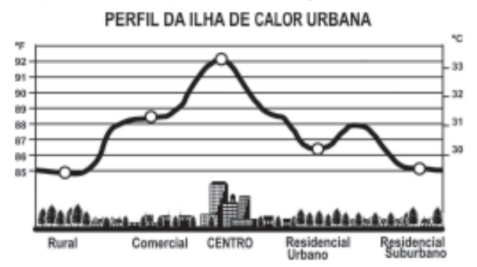 PERFIL DA ILHA DE CALOR URBANA
°F
°C
92
91
90
89
88
87
86
85
33
32
31
30
Rural
Comercial
CENTRO
Residencial
Urbano
Residencial
Suburbano